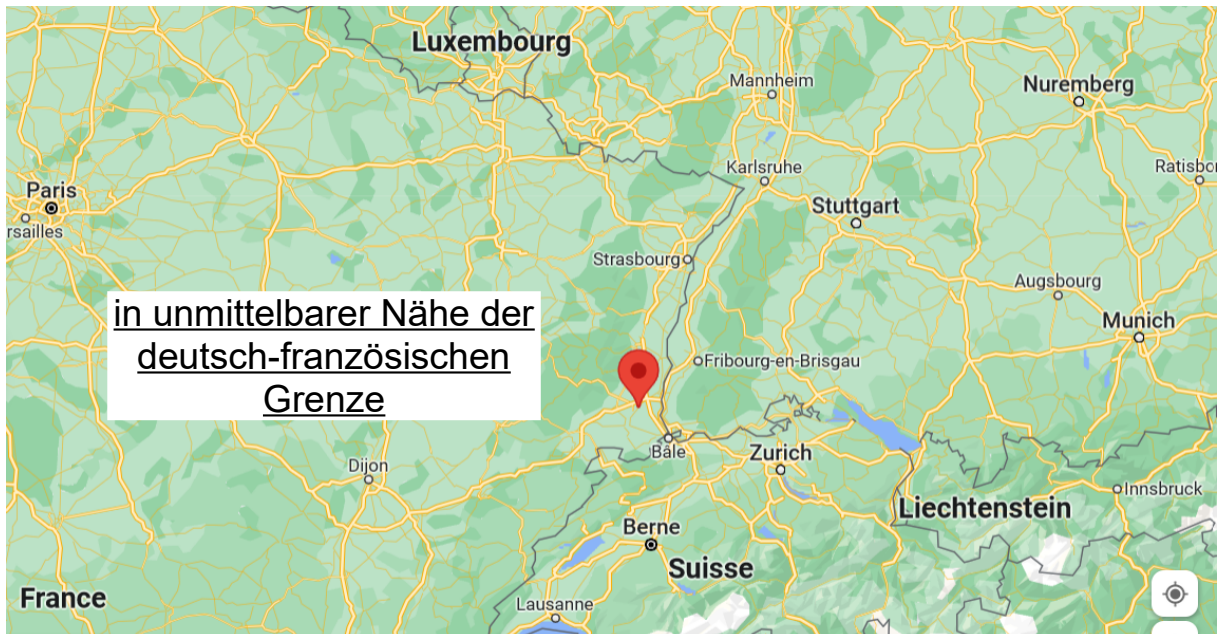 Luxembourg
Mannheim
Nuremberg
Karlsruhe
Ratisbo
Paris
Stuttgart
rsailles
Strasbourg
Augsbourg
in unmittelbarer Nähe der
deutsch-französischen
Grenze
Munich
Fribourg-en-Brisgau
Bâle
Zurich
Dijon
Innsbruck
Liechtenstein
Berne
Suisse
France
Lausanne